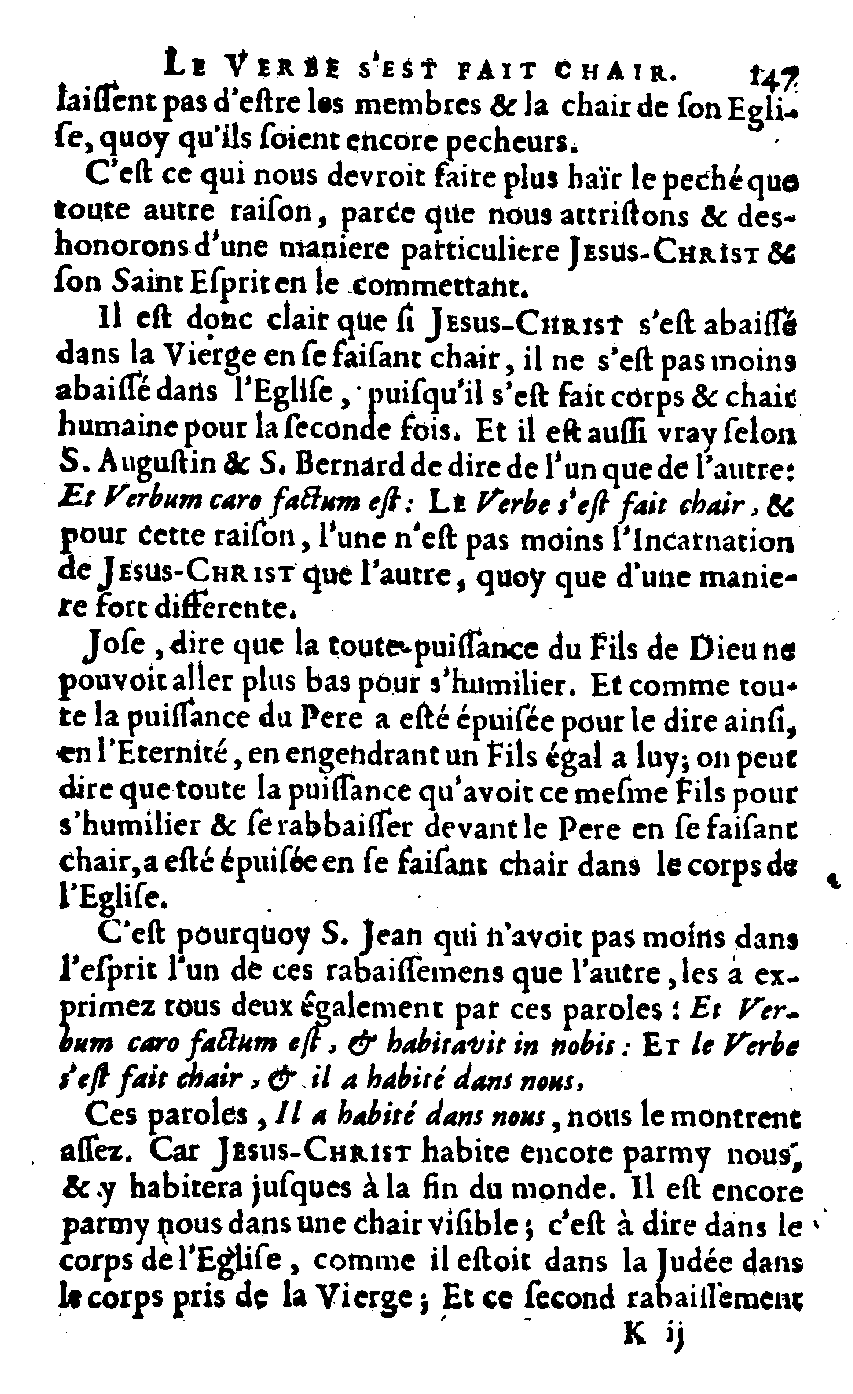 LE VERBE S'EST FAIT CHAIR. 147
laiſſent pas d'eſtre les membres & la chair de ſon Egli-
ſe, quoy qu'ils ſoient encore pecheurs.
C'eſt ce qui nous devroit faire plus haïr le peché que
toute autre raiſon, parce que nous attriſtons & des-
honorons d'une maniere particuliere JESUS-CHRIST &
ſon Saint Eſprit en le commettant.
Il eſt donc clair que ſi JESUS-CHRIST s'eſt abaiſſé
dans la Vierge en ſe faiſant chair, il ne s'eſt pas moins
abaiſſé dans l'Egliſe, puiſqu'il s'eſt fait corps & chair
humaine pour la ſeconde fois. Et il eſt auſſi vray ſelon
S. Auguſtin & S. Bernard de dire de l'un que de l'autre:
Et Verbum caro factum eſt: LE Verbe s'eſt fait chair, &
pour cette raiſon, l'une n'eſt pas moins l'Incarnation
de JESUS-CHRIST que l'autre, quoy que d'une manie-
re fort differente.
Joſe, dire que la toute-puiſſance du Fils de Dieu ne
pouvoit aller plus bas pour s'humilier. Et comme tou-
te la puiſſance du Pere a eſté épuiſée pour le dire ainſi,
en l'Eternité, en engendrant un Fils égal a luy; on peut
dire que toute la puiſſance qu'avoit ce meſme Fils pour
s'humilier & ſe rabbaiſſer devant le Pere en ſe faiſant
chair, a eſté épuiſée en ſe faiſant chair dans le corps de
l'Egliſe.
C'eſt pourquoy S. Jean qui n'avoit pas moins dans
l'eſprit l'un de ces rabaiſſemens que l'autre, les à ex-
primez tous deux également par ces paroles: Et Ver-
bum caro factum eſt, & habitavit in nobis: ET le Verbe
s'eſt fait chair, & il a habité dans nous.
Ces paroles, Il a habité dans nous, nous le montrent
aſſez. Car JESUS-CHRIST habite encore parmy nous,
& y habitera juſques à la fin du monde. Il eſt encore
parmy nous dans une chair viſible; c'eſt à dire dans le
corps de l'Egliſe, comme il eſtoit dans la Judée dans
le corps pris de la Vierge; Et ce ſecond rabaiſſement
K ij